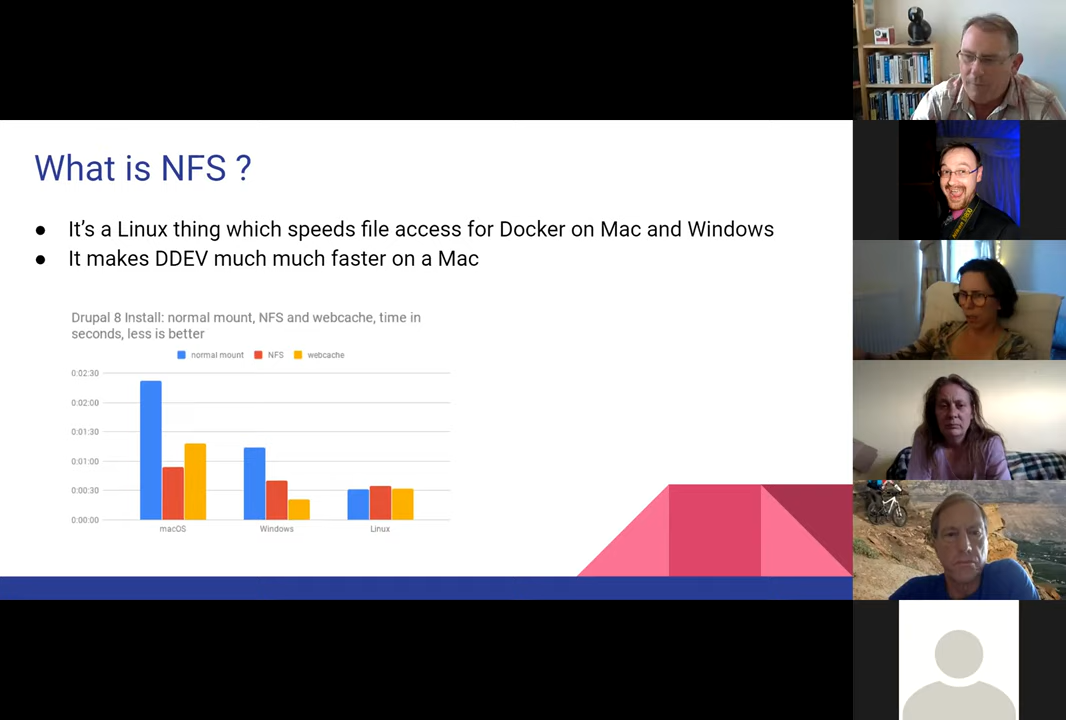 What is NFS ?
● It's a Linux thing which speeds file access for Docker on Mac and Windows
● It makes DDEV much much faster on a Mac
Drupal 8 Install: normal mount, NFS and webcache, time in
seconds, less is better
normal mount NFS webcache
0:02:30
0:02:00
0:01:30
0:01:00
0:00:30
0:00:00
macOS Windows Linux